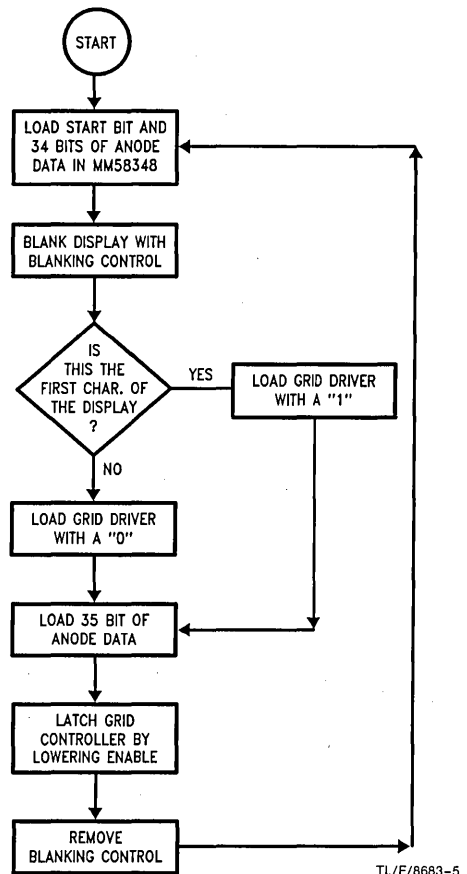 START
LOAD START BIT AND
34 BITS OF ANODE
DATA IN MM58348
BLANK DISPLAY WITH
BLANKING CONTROL
IS
THIS THE
FIRST CHAR. OF
THE DISPLAY
?
YES
LOAD GRID DRIVER
WITH A "1"
NO
LOAD GRID DRIVER
WITH A "0"
LOAD 35 BIT OF
ANODE DATA
LATCH GRID
CONTROLLER BY
LOWERING ENABLE
REMOVE
BLANKING CONTROL
TL/F/8683-5